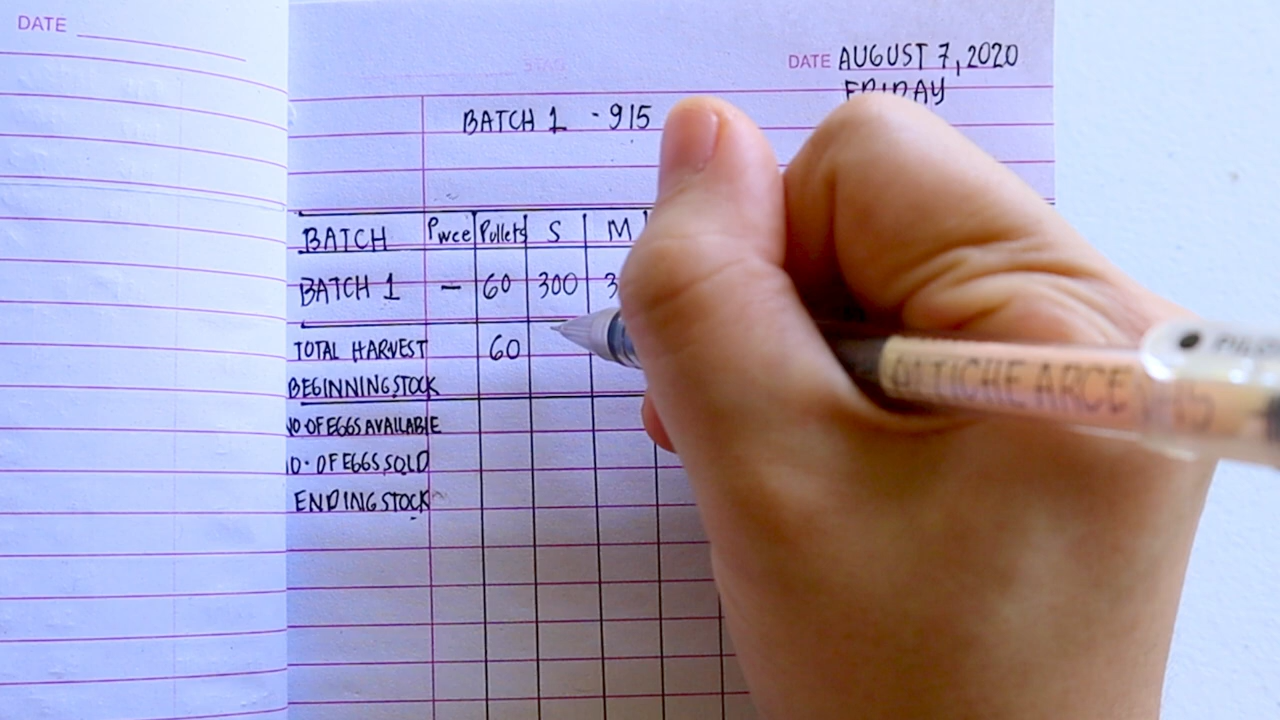 DATE
DATE AUGUST 7, 2020
FRIDAY
BATCH 1 - 915
BATCH Pwee Pullets S M
BATCH 1 — 60 300 3
TOTAL HARVEST 60
BEGINNING STOCK
NO. OF EGGS AVAILABLE
O. OF EGGS SOLD
ENDING STOCK